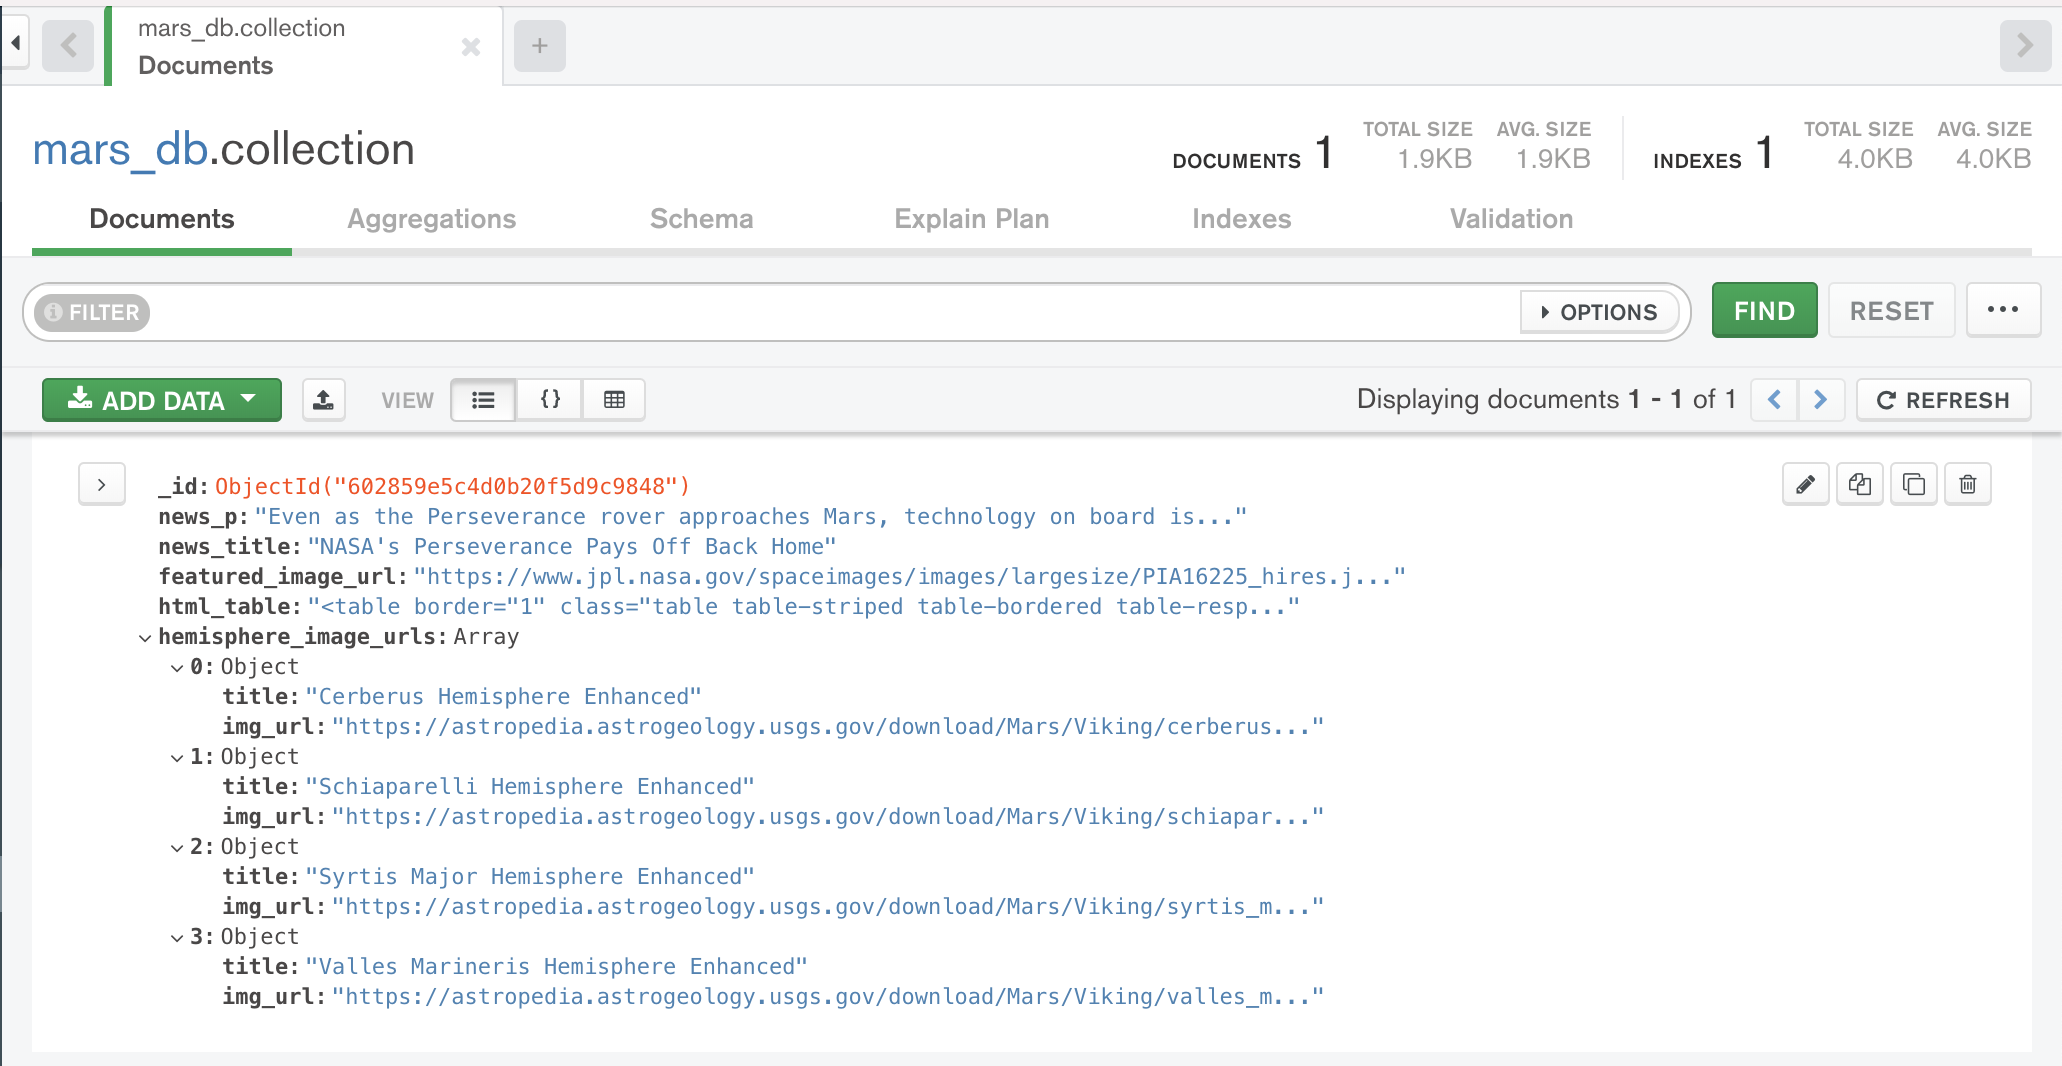 mars_db.collection
Documents
mars_db.collection
DOCUMENTS 1 TOTAL SIZE 1.9KB AVG. SIZE 1.9KB INDEXES 1 TOTAL SIZE 4.0KB AVG. SIZE 4.0KB
Documents Aggregations Schema Explain Plan Indexes Validation
FILTER OPTIONS FIND RESET ...
ADD DATA VIEW {} Displaying documents 1 - 1 of 1 REFRESH
_id: ObjectId("602859e5c4d0b20f5d9c9848")
news_p: "Even as the Perseverance rover approaches Mars, technology on board is..."
news_title: "NASA's Perseverance Pays Off Back Home"
featured_image_url: "https://www.jpl.nasa.gov/spaceimages/images/largesize/PIA16225_hires.j..."
html_table: "<table border="1" class="table table-striped table-bordered table-resp..."
hemisphere_image_urls: Array
0: Object
title: "Cerberus Hemisphere Enhanced"
img_url: "https://astropedia.astrogeology.usgs.gov/download/Mars/Viking/cerberus..."
1: Object
title: "Schiaparelli Hemisphere Enhanced"
img_url: "https://astropedia.astrogeology.usgs.gov/download/Mars/Viking/schiapar..."
2: Object
title: "Syrtis Major Hemisphere Enhanced"
img_url: "https://astropedia.astrogeology.usgs.gov/download/Mars/Viking/syrtis_m..."
3: Object
title: "Valles Marineris Hemisphere Enhanced"
img_url: "https://astropedia.astrogeology.usgs.gov/download/Mars/Viking/valles_m..."